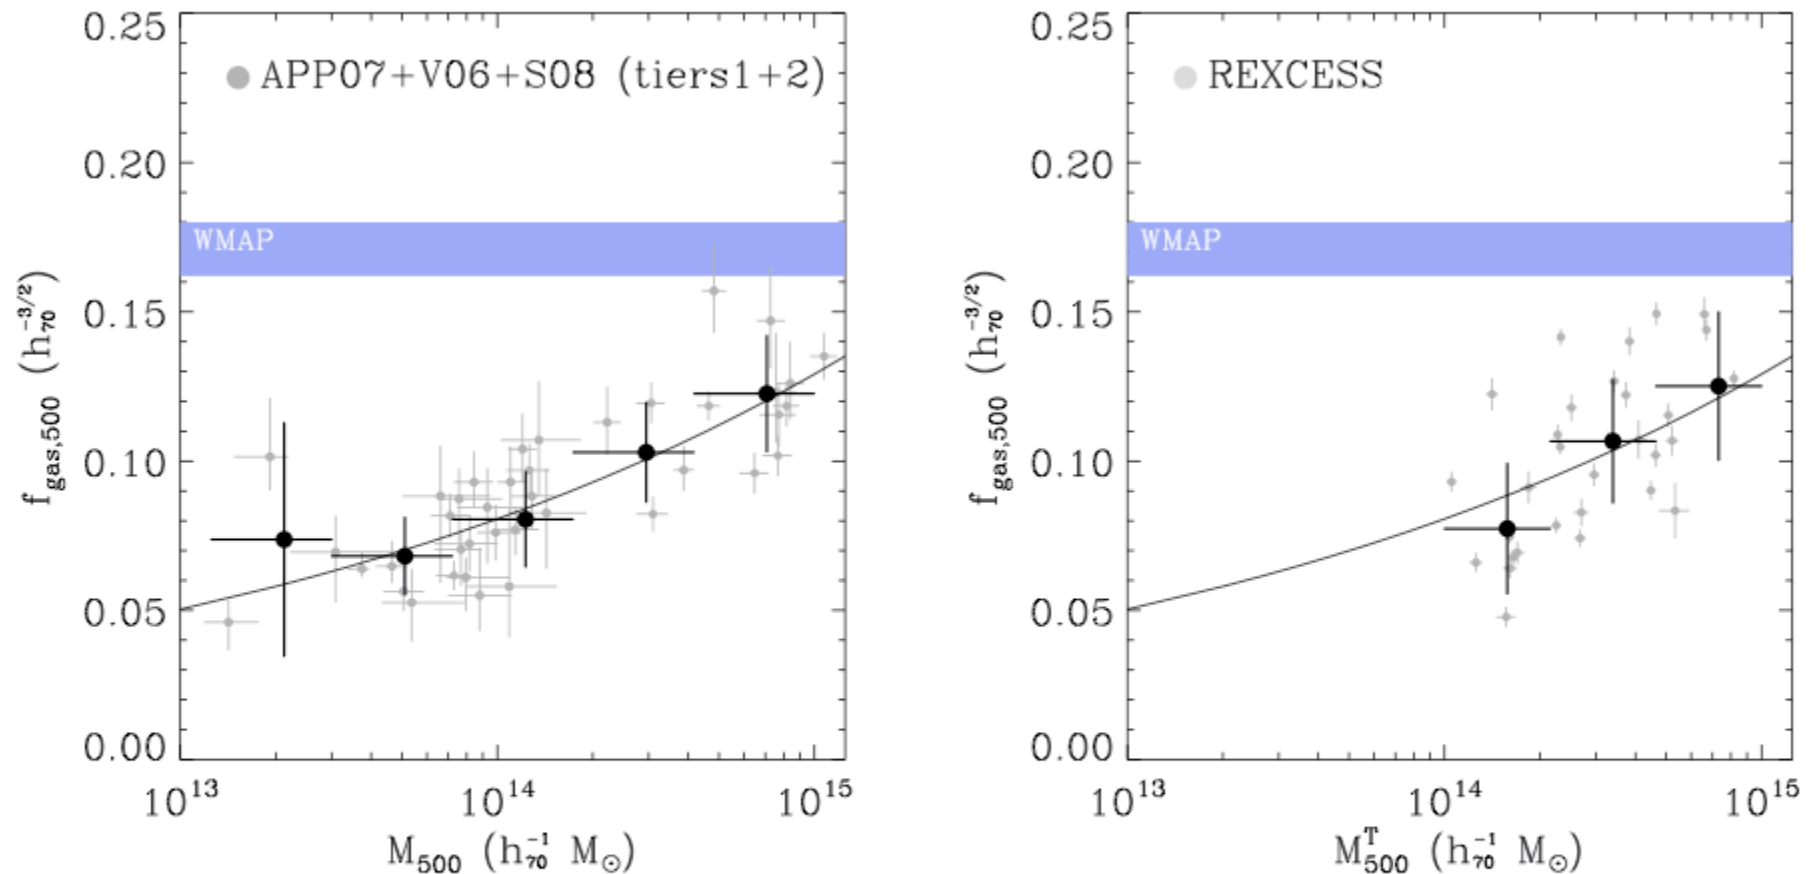 0.25
0.20
0.15
0.10
0.05
0.00
f_gas,500 (h_70^-3/2)
APP07+V06+S08 (tiers1+2)
WMAP
10^13 10^14 10^15
M_500 (h_70^-1 M_⊙)
0.25
0.20
0.15
0.10
0.05
0.00
f_gas,500 (h_70^-3/2)
REXCESS
WMAP
10^13 10^14 10^15
M_500^T (h_70^-1 M_⊙)